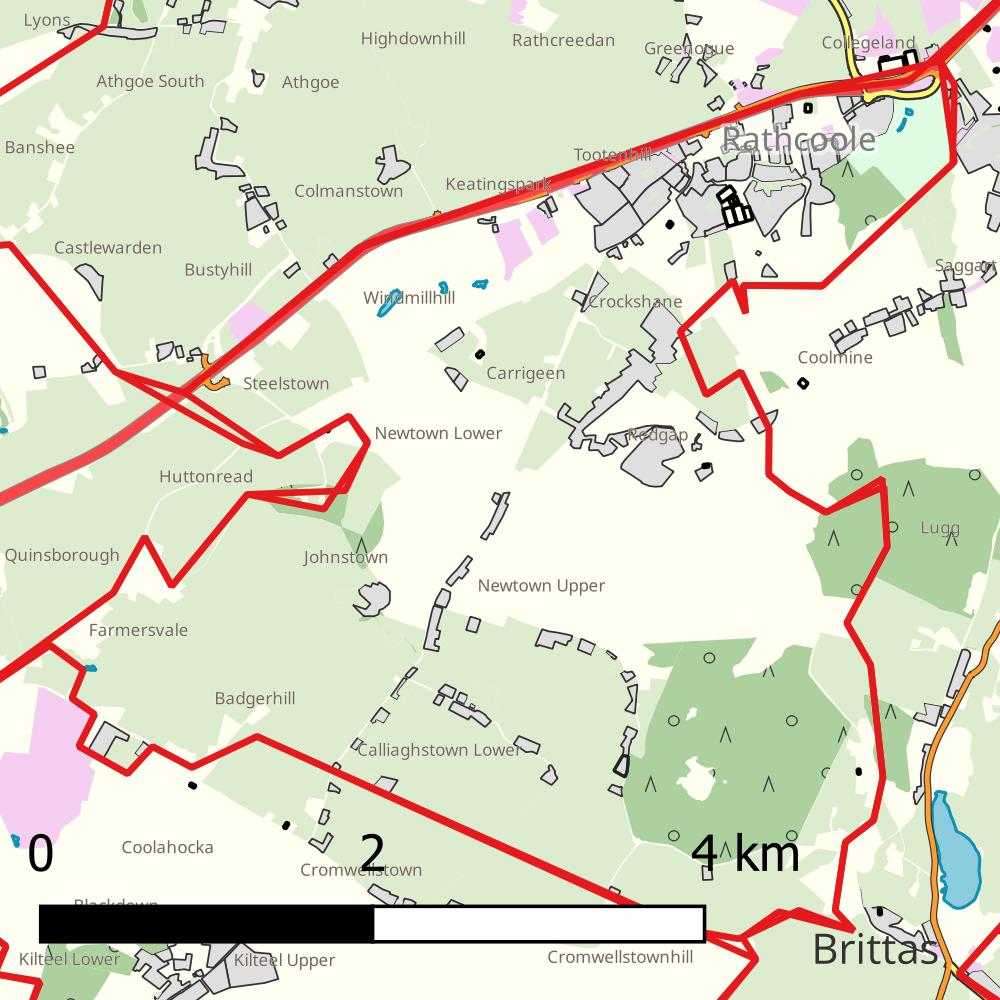 Lyons
Highdownhill
Rathcreedan
Greenogue
Collegeland
Athgoe South
Athgoe
Banshee
Rathcoole
Tootenhill
Colmanstown
Keatingspark
Castlewarden
Bustyhill
Saggart
Windmillhill
Crockshane
Coolmine
Carrigeen
Steelstown
Newtown Lower
Redgap
Huttonread
Lugg
Quinsborough
Johnstown
Newtown Upper
Farmersvale
Badgerhill
Calliaghstown Lower
Coolahocka
0 2 4 km
Cromwellstown
Blackdown
Brittas
Kilteel Lower
Kilteel Upper
Cromwellstownhill